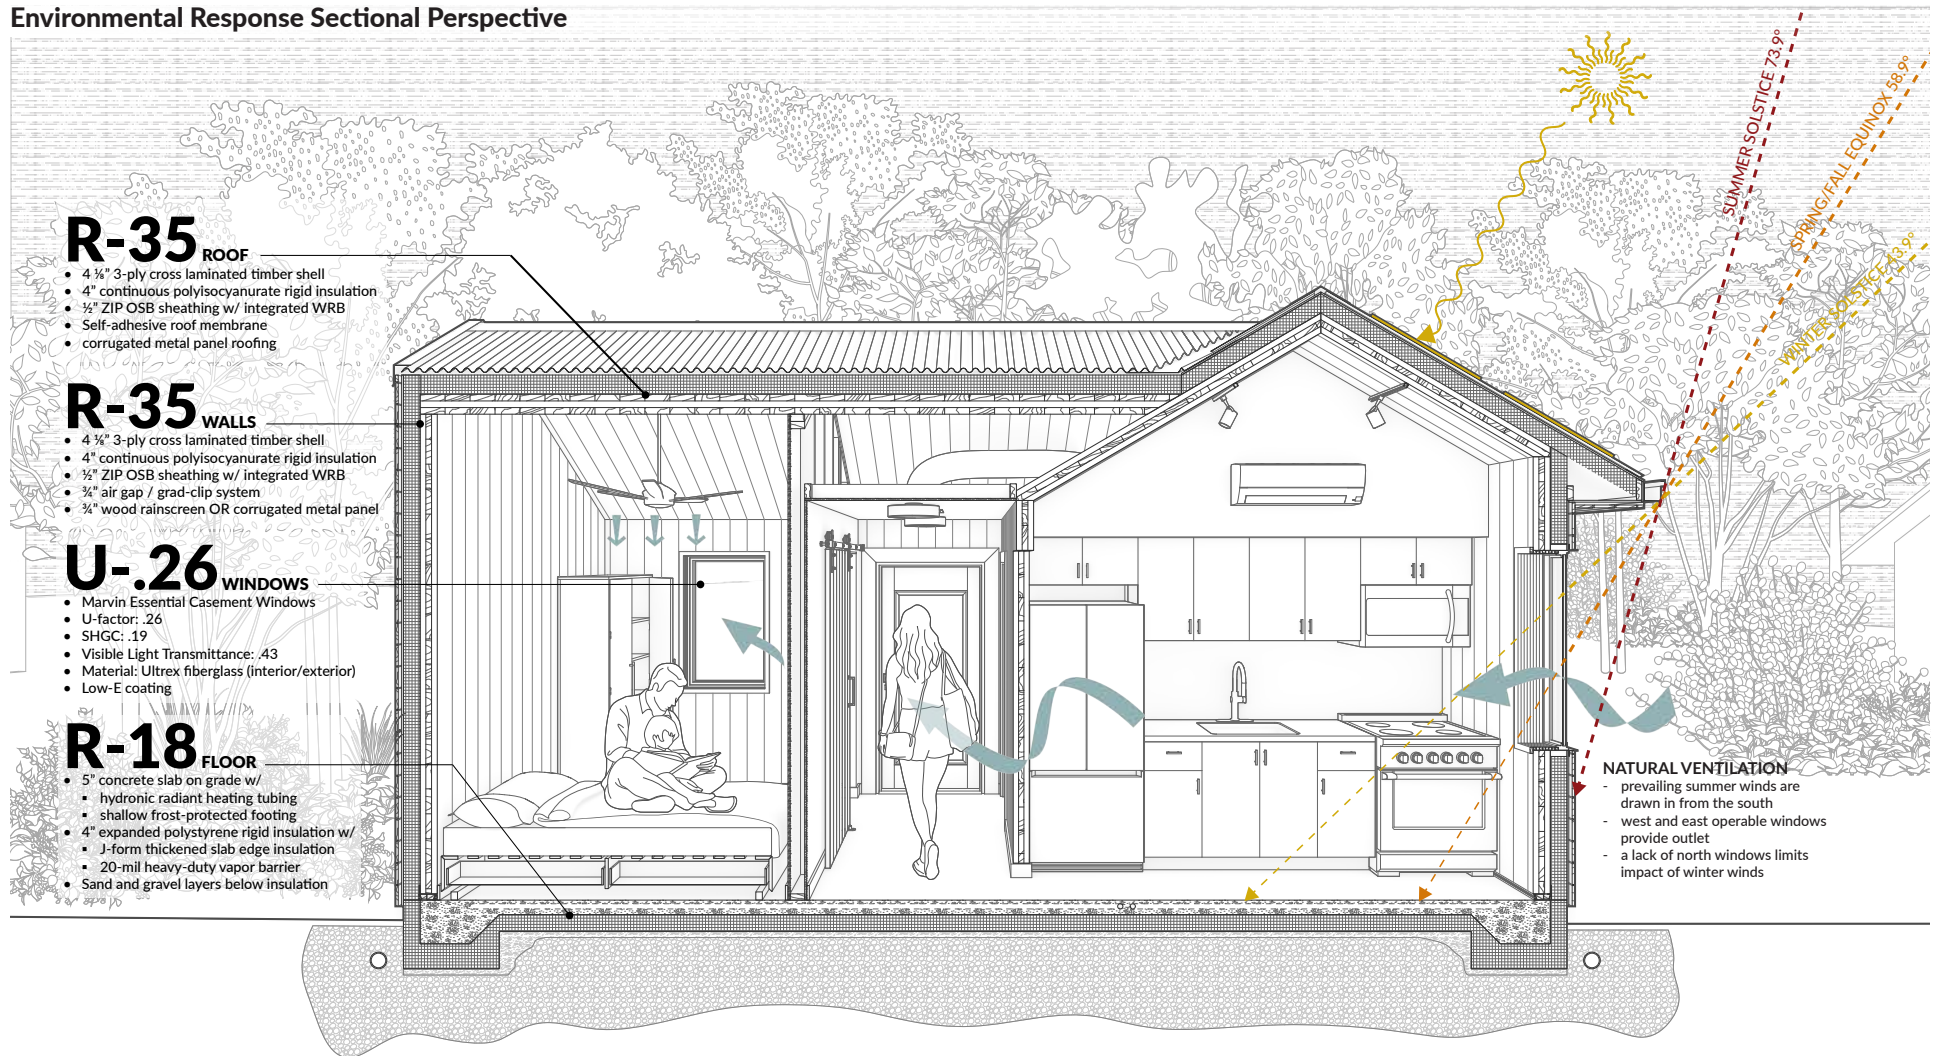 Environmental Response Sectional Perspective
SUMMER SOLSTICE 73.9°
SPRING/FALL EQUINOX 58.9°
WINTER SOLSTICE 43.9°
R-35 ROOF
• 4 ⅛” 3-ply cross laminated timber shell
• 4” continuous polyisocyanurate rigid insulation
• ½” ZIP OSB sheathing w/ integrated WRB
• Self-adhesive roof membrane
• corrugated metal panel roofing
R-35 WALLS
• 4 ⅛” 3-ply cross laminated timber shell
• 4” continuous polyisocyanurate rigid insulation
• ½” ZIP OSB sheathing w/ integrated WRB
• ¾” air gap / grad-clip system
• ¾” wood rainscreen OR corrugated metal panel
U-.26 WINDOWS
• Marvin Essential Casement Windows
• U-factor: .26
• SHGC: .19
• Visible Light Transmittance: .43
• Material: Ultrex fiberglass (interior/exterior)
• Low-E coating
R-18 FLOOR
• 5” concrete slab on grade w/
▪ hydronic radiant heating tubing
▪ shallow frost-protected footing
• 4” expanded polystyrene rigid insulation w/
▪ J-form thickened slab edge insulation
▪ 20-mil heavy-duty vapor barrier
• Sand and gravel layers below insulation
NATURAL VENTILATION
- prevailing summer winds are
drawn in from the south
- west and east operable windows
provide outlet
- a lack of north windows limits
impact of winter winds